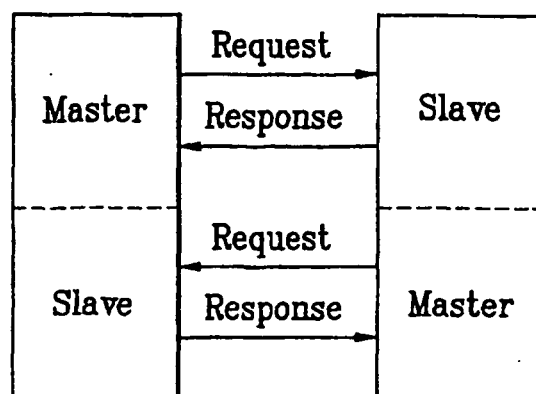 Request
Master
Response
Slave
Request
Slave
Response
Master